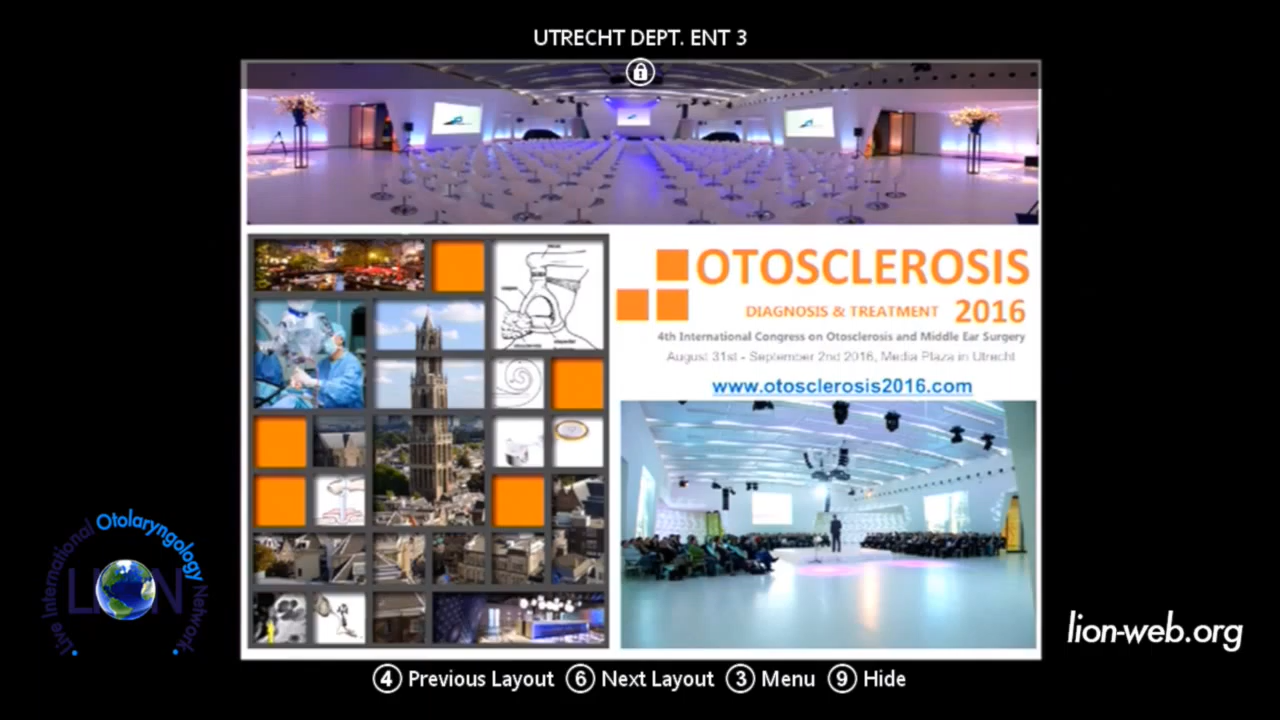 UTRECHT DEPT. ENT 3
OTOSCLEROSIS
DIAGNOSIS & TREATMENT 2016
4th International Congress on Otosclerosis and Middle Ear Surgery
August 31st - September 2nd 2016, Media Plaza in Utrecht
www.otosclerosis2016.com
Live International Otolaryngology Network
LION
lion-web.org
4 Previous Layout 6 Next Layout 3 Menu 9 Hide